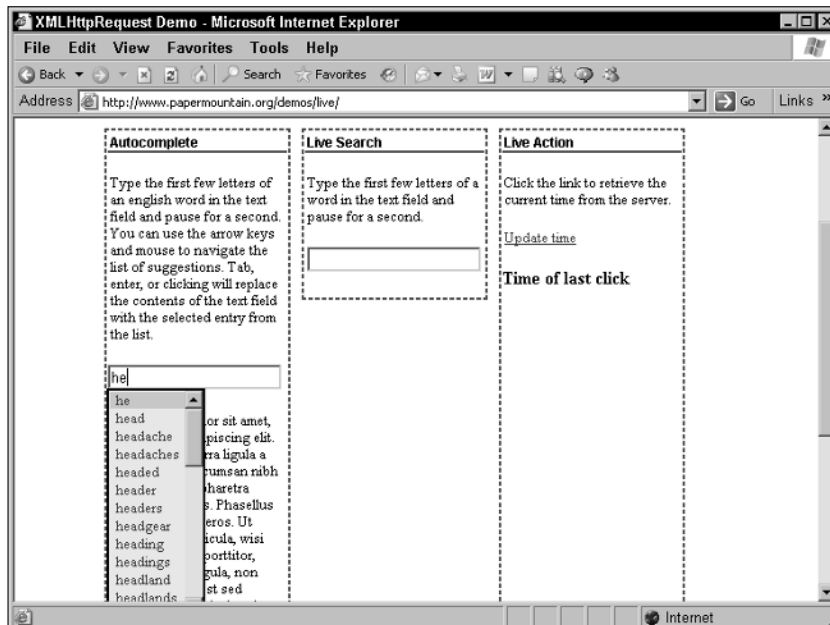 XMLHttpRequest Demo - Microsoft Internet Explorer
File Edit View Favorites Tools Help
Back Search Favorites
Address http://www.papermountain.org/demos/live/ Go Links »
Autocomplete
Type the first few letters of
an english word in the text
field and pause for a second.
You can use the arrow keys
and mouse to navigate the
list of suggestions. Tab,
enter, or clicking will replace
the contents of the text field
with the selected entry from
the list.
he
he
head
headache
headaches
headed
header
headers
headgear
heading
headings
headland
headlands
or sit amet,
piscing elit.
rra ligula a
cumsan nibh
pharetra
s. Phasellus
eros. Ut
icula, wisi
porttitor,
gula, non
st sed
Live Search
Type the first few letters of a
word in the text field and
pause for a second.
Live Action
Click the link to retrieve the
current time from the server.
Update time
Time of last click
Internet